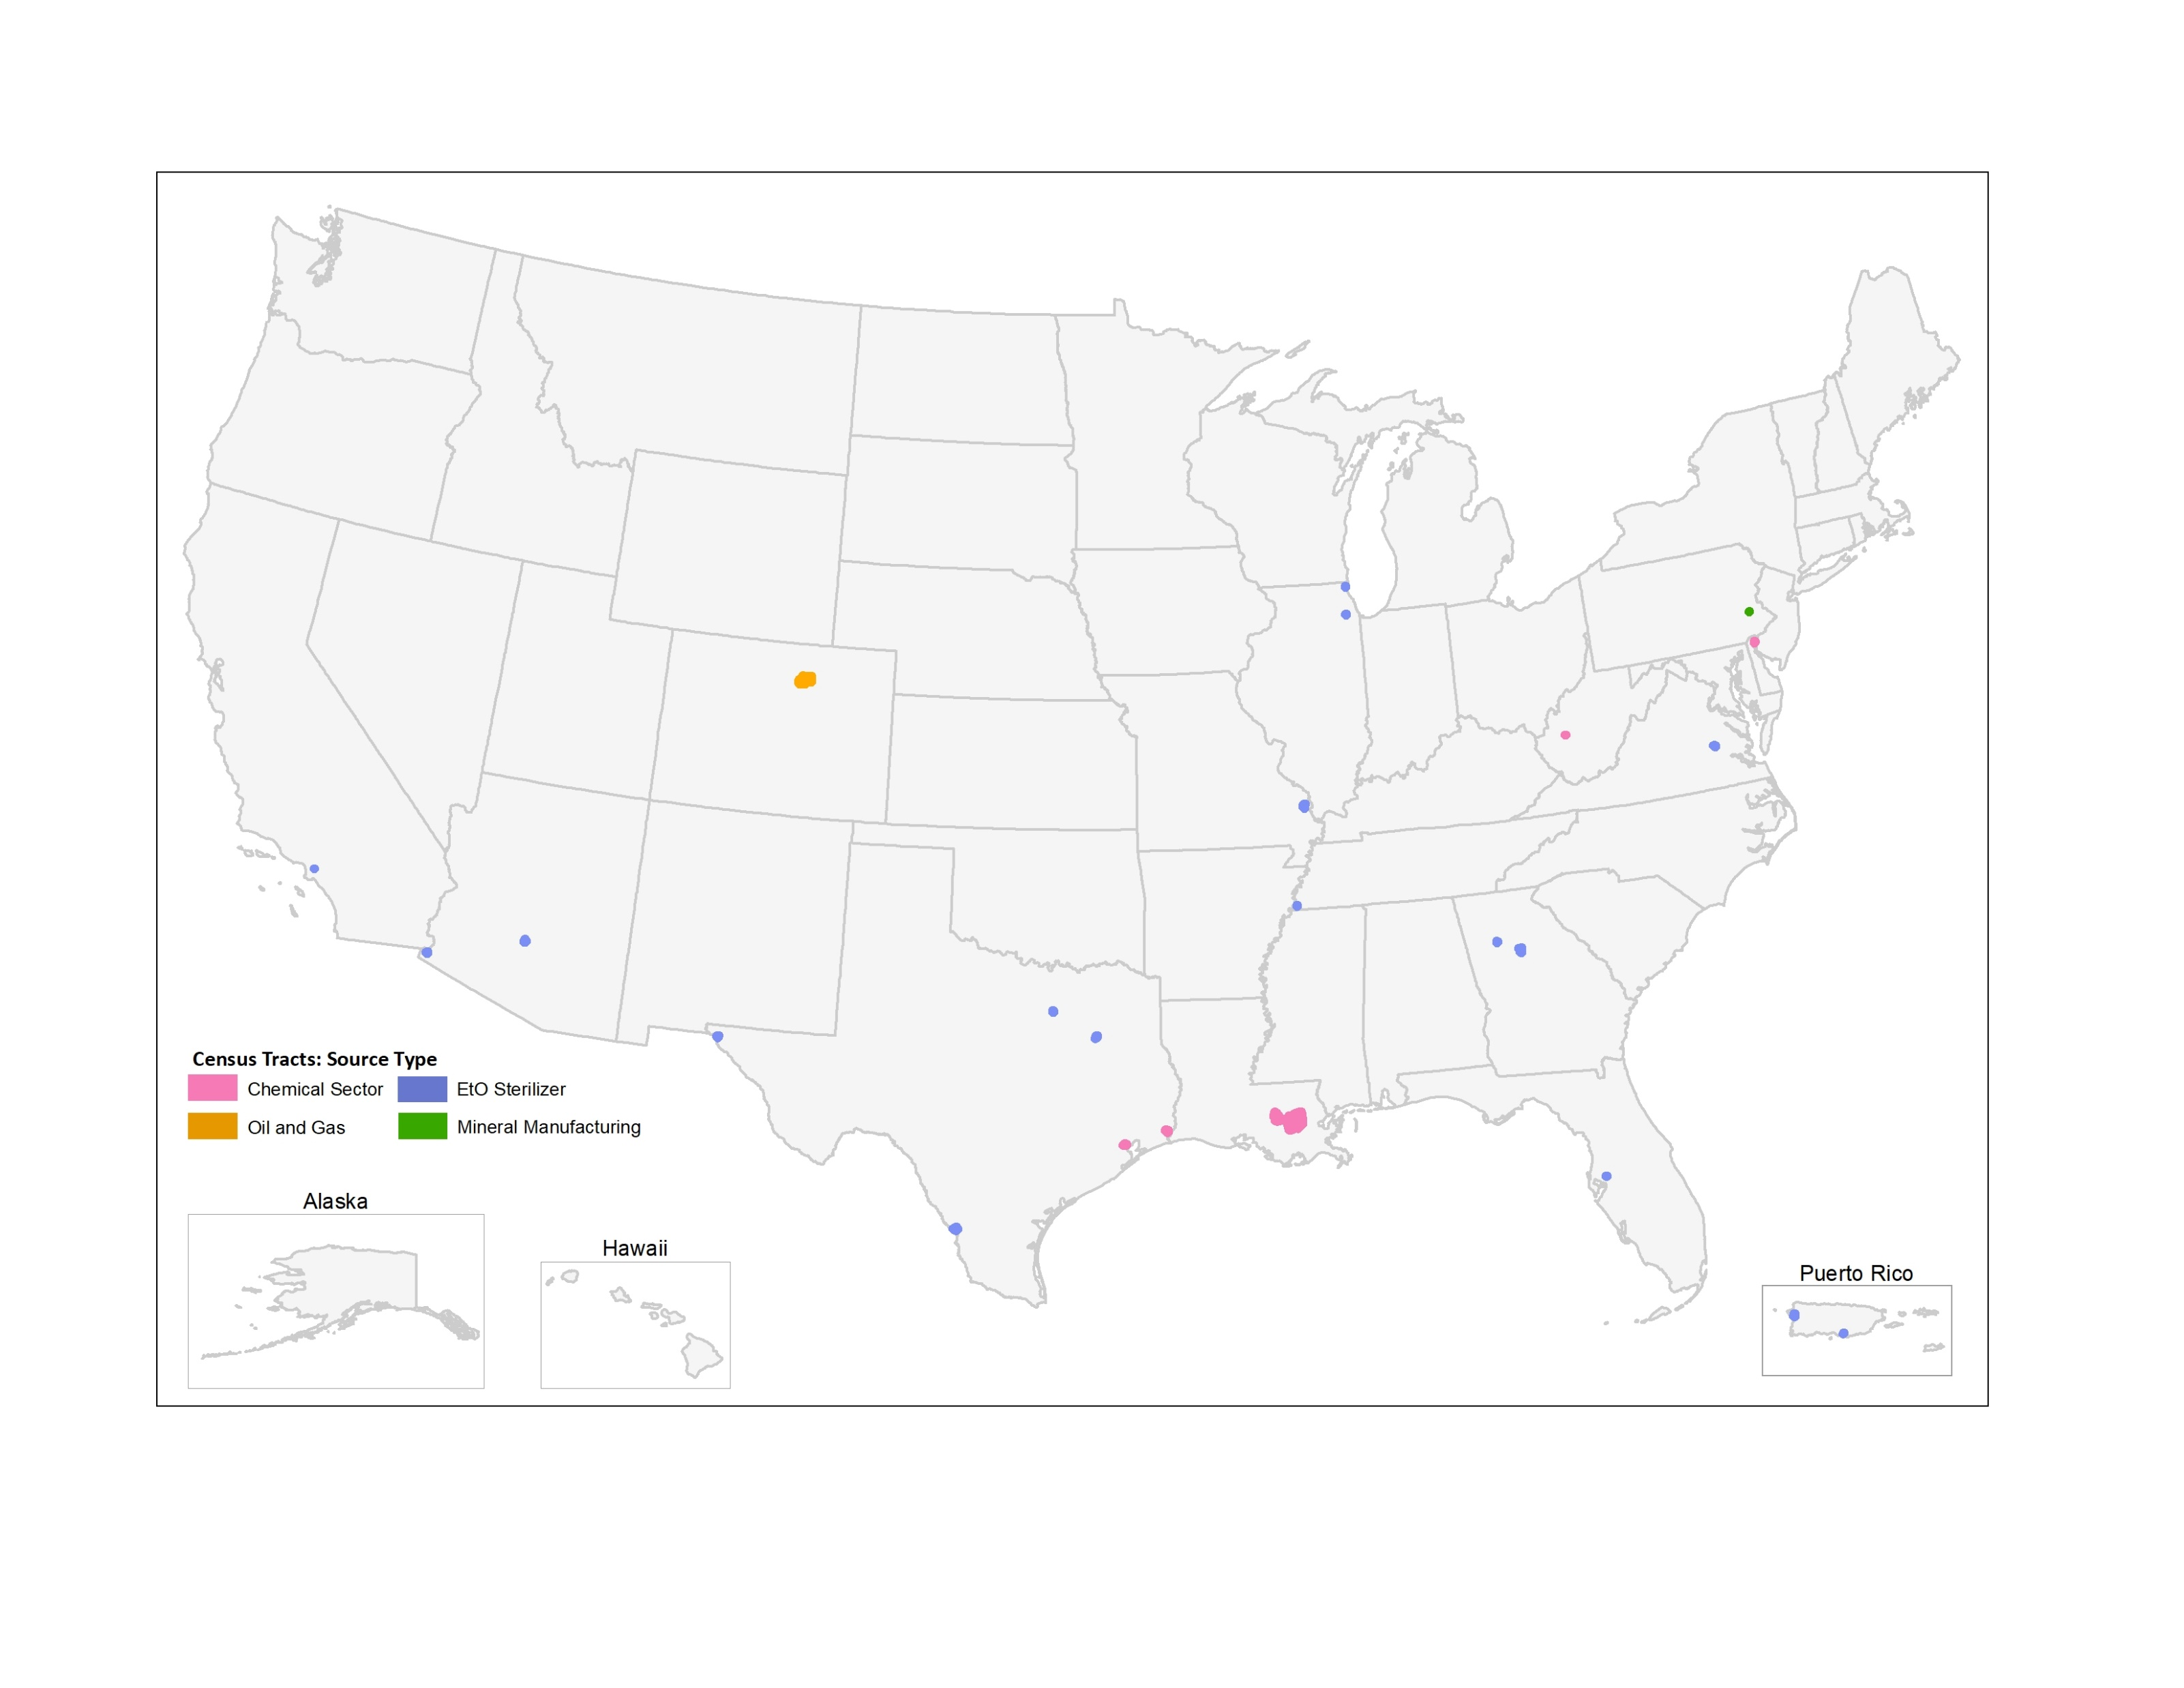 Census Tracts: Source Type
Chemical Sector
EtO Sterilizer
Oil and Gas
Mineral Manufacturing
Alaska
Hawaii
Puerto Rico